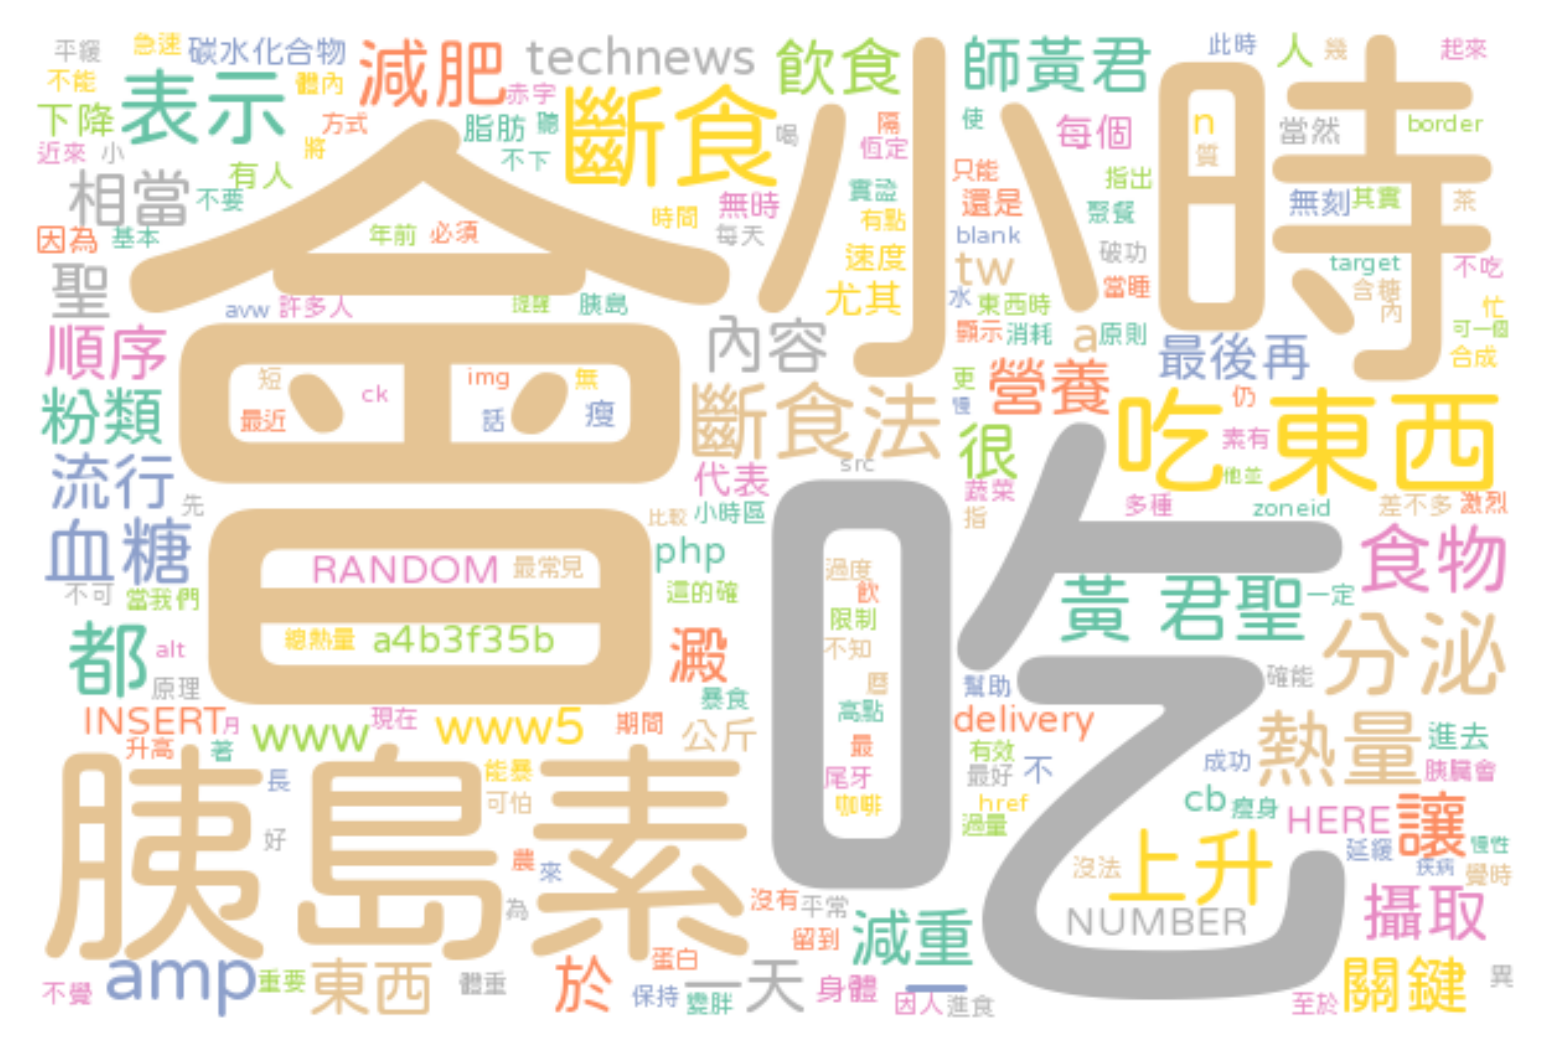 平緩
急速
碳水化合物
減肥
technews
飲食
師黃君
此時
人
幾
起來
不能
表示
體內
赤字
斷食
小時
下降
方式
脂肪
聽
喝
隔
使
每個
n
當然
border
近來
小
將
不下
恆定
質
相當
有人
不要
會
只能
指出
實證
無刻
其實
茶
無時
時間
有點
還是
聚餐
因為
基本
年前
必須
每天
blank
破功
速度
tw
target
不吃
聖
當睡
含糖
avw
許多人
提醒
胰島
尤其
水
東西時
內
忙
順序
內容
顯示
消耗
a
原則
最後再
可一個
合成
短
ck
img
無
更
營養
粉類
最近
話
瘦
斷食法
慢
吃東西
仍
很
素有
流行
代表
src
吃
他並
先
蔬菜
多種
zoneid
差不多
激烈
血糖
比較
小時區
指
RANDOM
最常見
php
過度
食物
不可
當我們
這的確
飲
黃 君聖
一定
限制
都
總熱量
a4b3f35b
澱
不知
分泌
alt
原理
曆
幫助
確能
暴食
高點
INSERT
月
www
現在
www5
期間
公斤
delivery
熱量
進去
升高
著
最
有效
成功
胰臟會
胰島素
長
能暴
尾牙
最好
不
可怕
咖啡
href
cb
瘦身
HERE
讓
過量
好
延緩
慢性
農
來
沒法
上升
疾病
覺時
為
沒有
平常
減重
NUMBER
攝取
留到
不覺
amp
重要
東西
體重
於
蛋白
一天
身體
一
關鍵
異
保持
變胖
因人
進食
至於